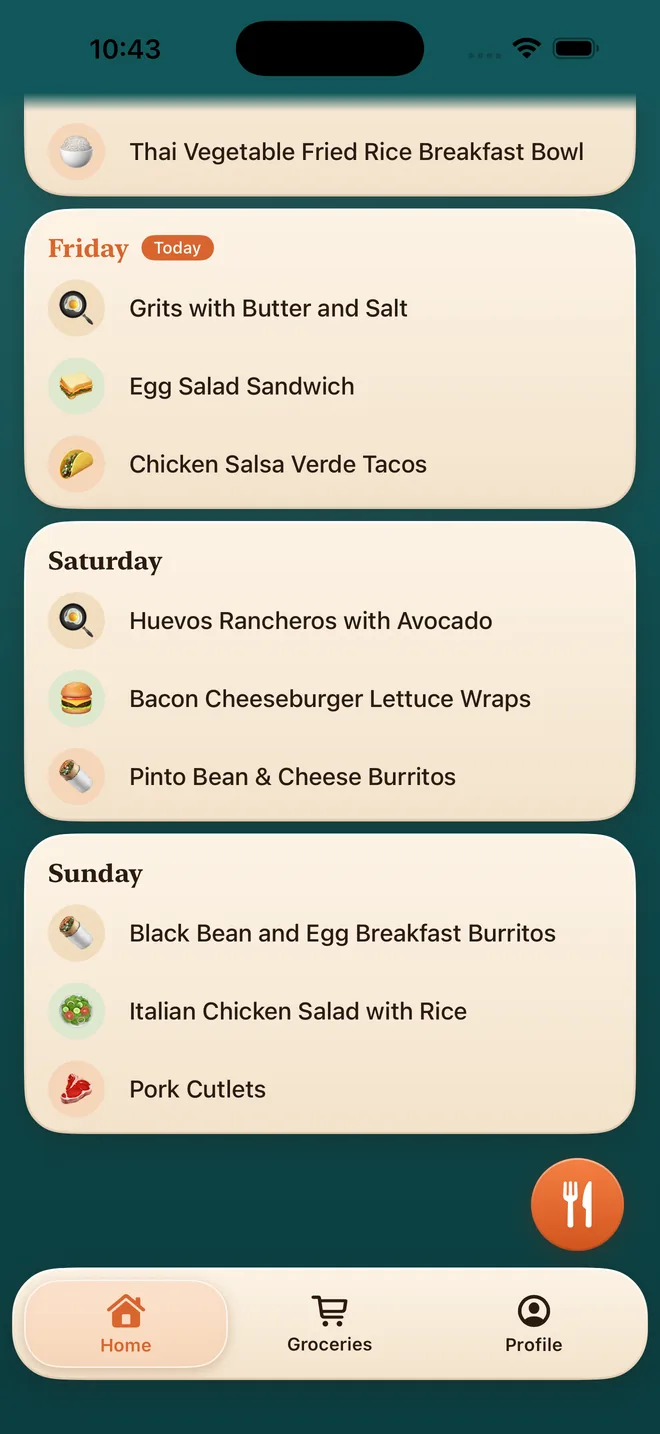 10:43
Thai Vegetable Fried Rice Breakfast Bowl
Friday Today
Grits with Butter and Salt
Egg Salad Sandwich
Chicken Salsa Verde Tacos
Saturday
Huevos Rancheros with Avocado
Bacon Cheeseburger Lettuce Wraps
Pinto Bean & Cheese Burritos
Sunday
Black Bean and Egg Breakfast Burritos
Italian Chicken Salad with Rice
Pork Cutlets
Home Groceries Profile